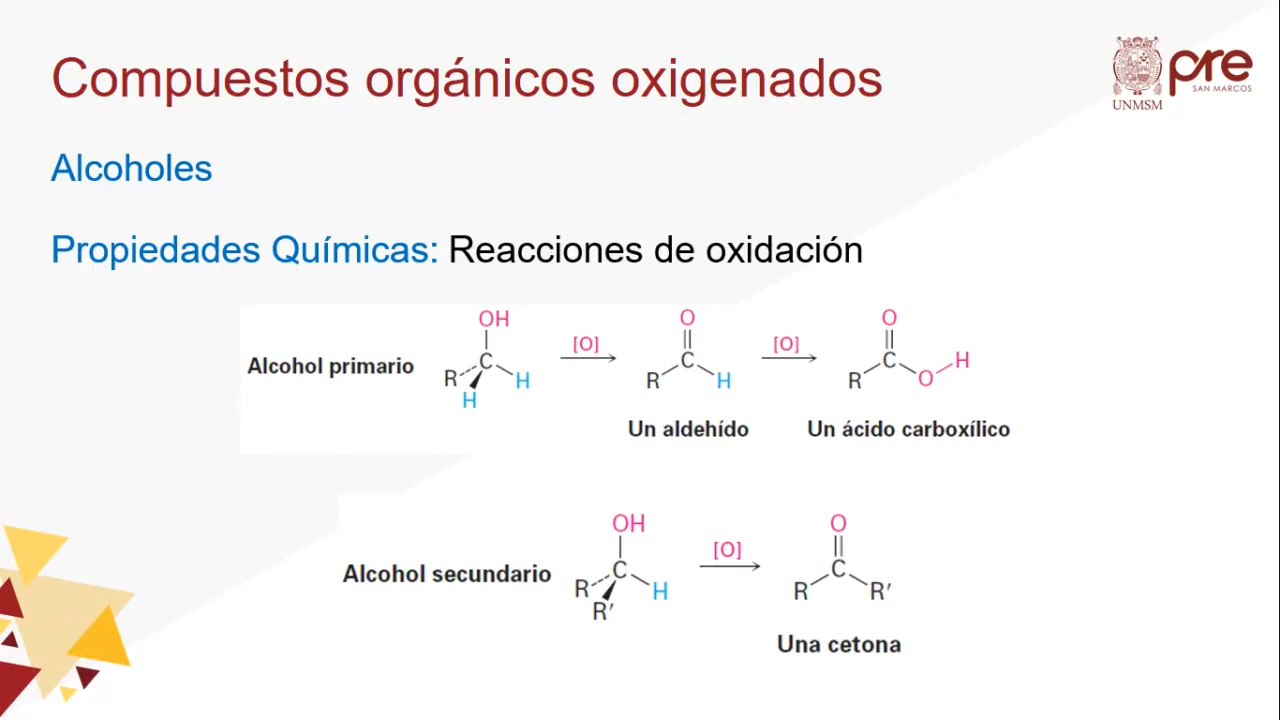 Compuestos orgánicos oxigenados
UNMSM
pre
SAN MARCOS
Alcoholes
Propiedades Químicas: Reacciones de oxidación
Alcohol primario
OH
C
R
H
H
[O]
O
C
R
H
Un aldehído
[O]
O
C
R
O
H
Un ácido carboxílico
Alcohol secundario
OH
C
R
R′
H
[O]
O
C
R
R′
Una cetona